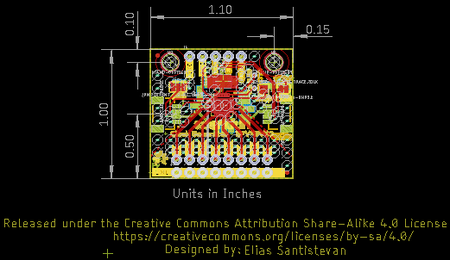 1.10
0.10
0.15
1.00
0.50
Units in Inches
Released under the Creative Commons Attribution Share-Alike 4.0 License
https://creativecommons.org/licenses/by-sa/4.0/
Designed by: Elias Santistevan